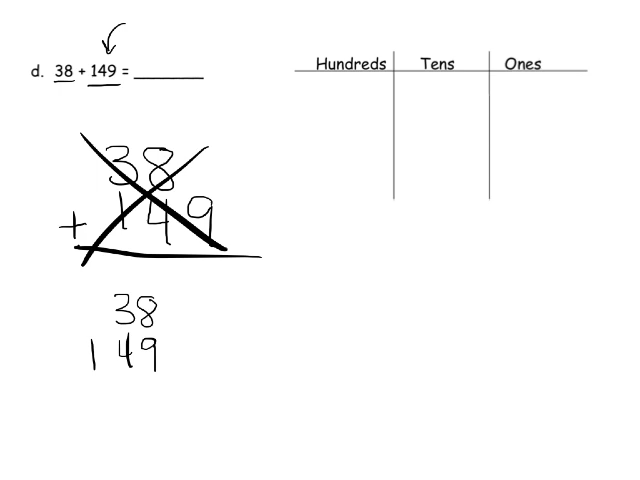 d. 38 + 149 = ________
Hundreds Tens Ones
38
+ 149
38
149